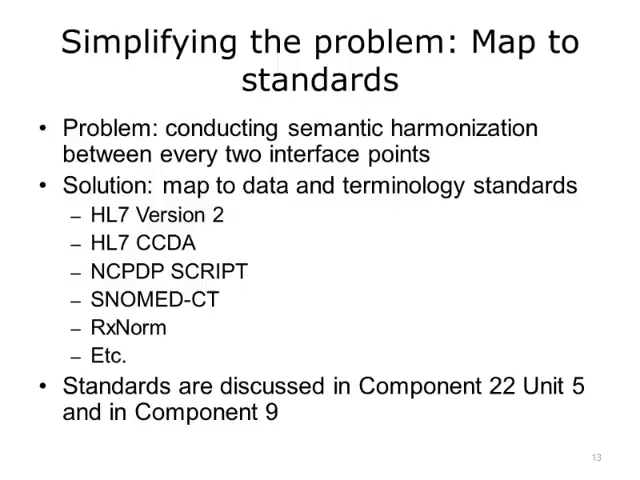 Simplifying the problem: Map to
standards
• Problem: conducting semantic harmonization
between every two interface points
• Solution: map to data and terminology standards
– HL7 Version 2
– HL7 CCDA
– NCPDP SCRIPT
– SNOMED-CT
– RxNorm
– Etc.
• Standards are discussed in Component 22 Unit 5
and in Component 9
13